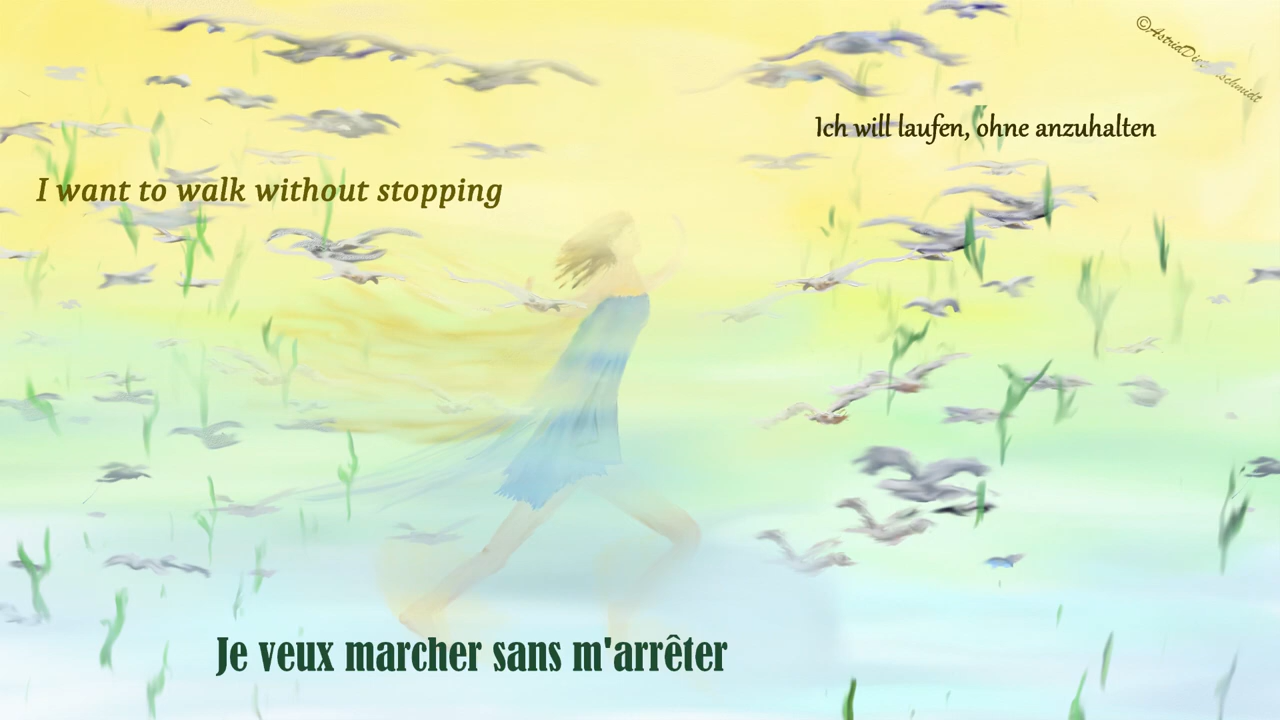 Ich will laufen, ohne anzuhalten
I want to walk without stopping
Je veux marcher sans m'arrêter